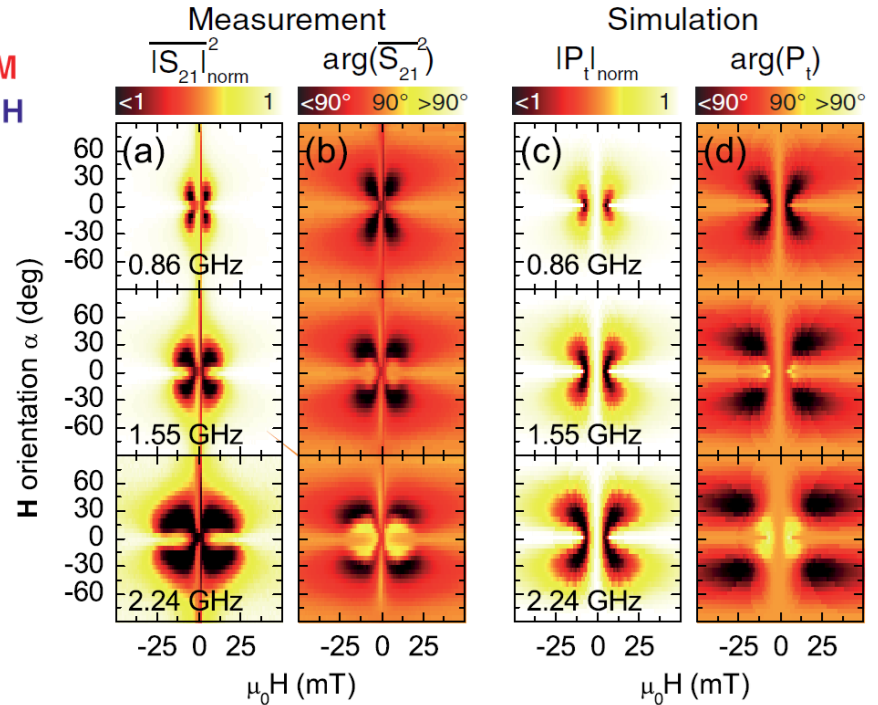 Measurement
Simulation
M
H
|S₂₁|²norm
arg(S₂₁²)
|Pₜ|norm
arg(Pₜ)
<1 1
<90° 90° >90°
<1 1
<90° 90° >90°
(a)
(b)
(c)
(d)
60
30
0
-30
-60
0.86 GHz
0.86 GHz
60
30
0
-30
-60
1.55 GHz
1.55 GHz
60
30
0
-30
-60
2.24 GHz
2.24 GHz
H orientation α (deg)
-25 0 25
-25 0 25
-25 0 25
-25 0 25
μ₀H (mT)
μ₀H (mT)